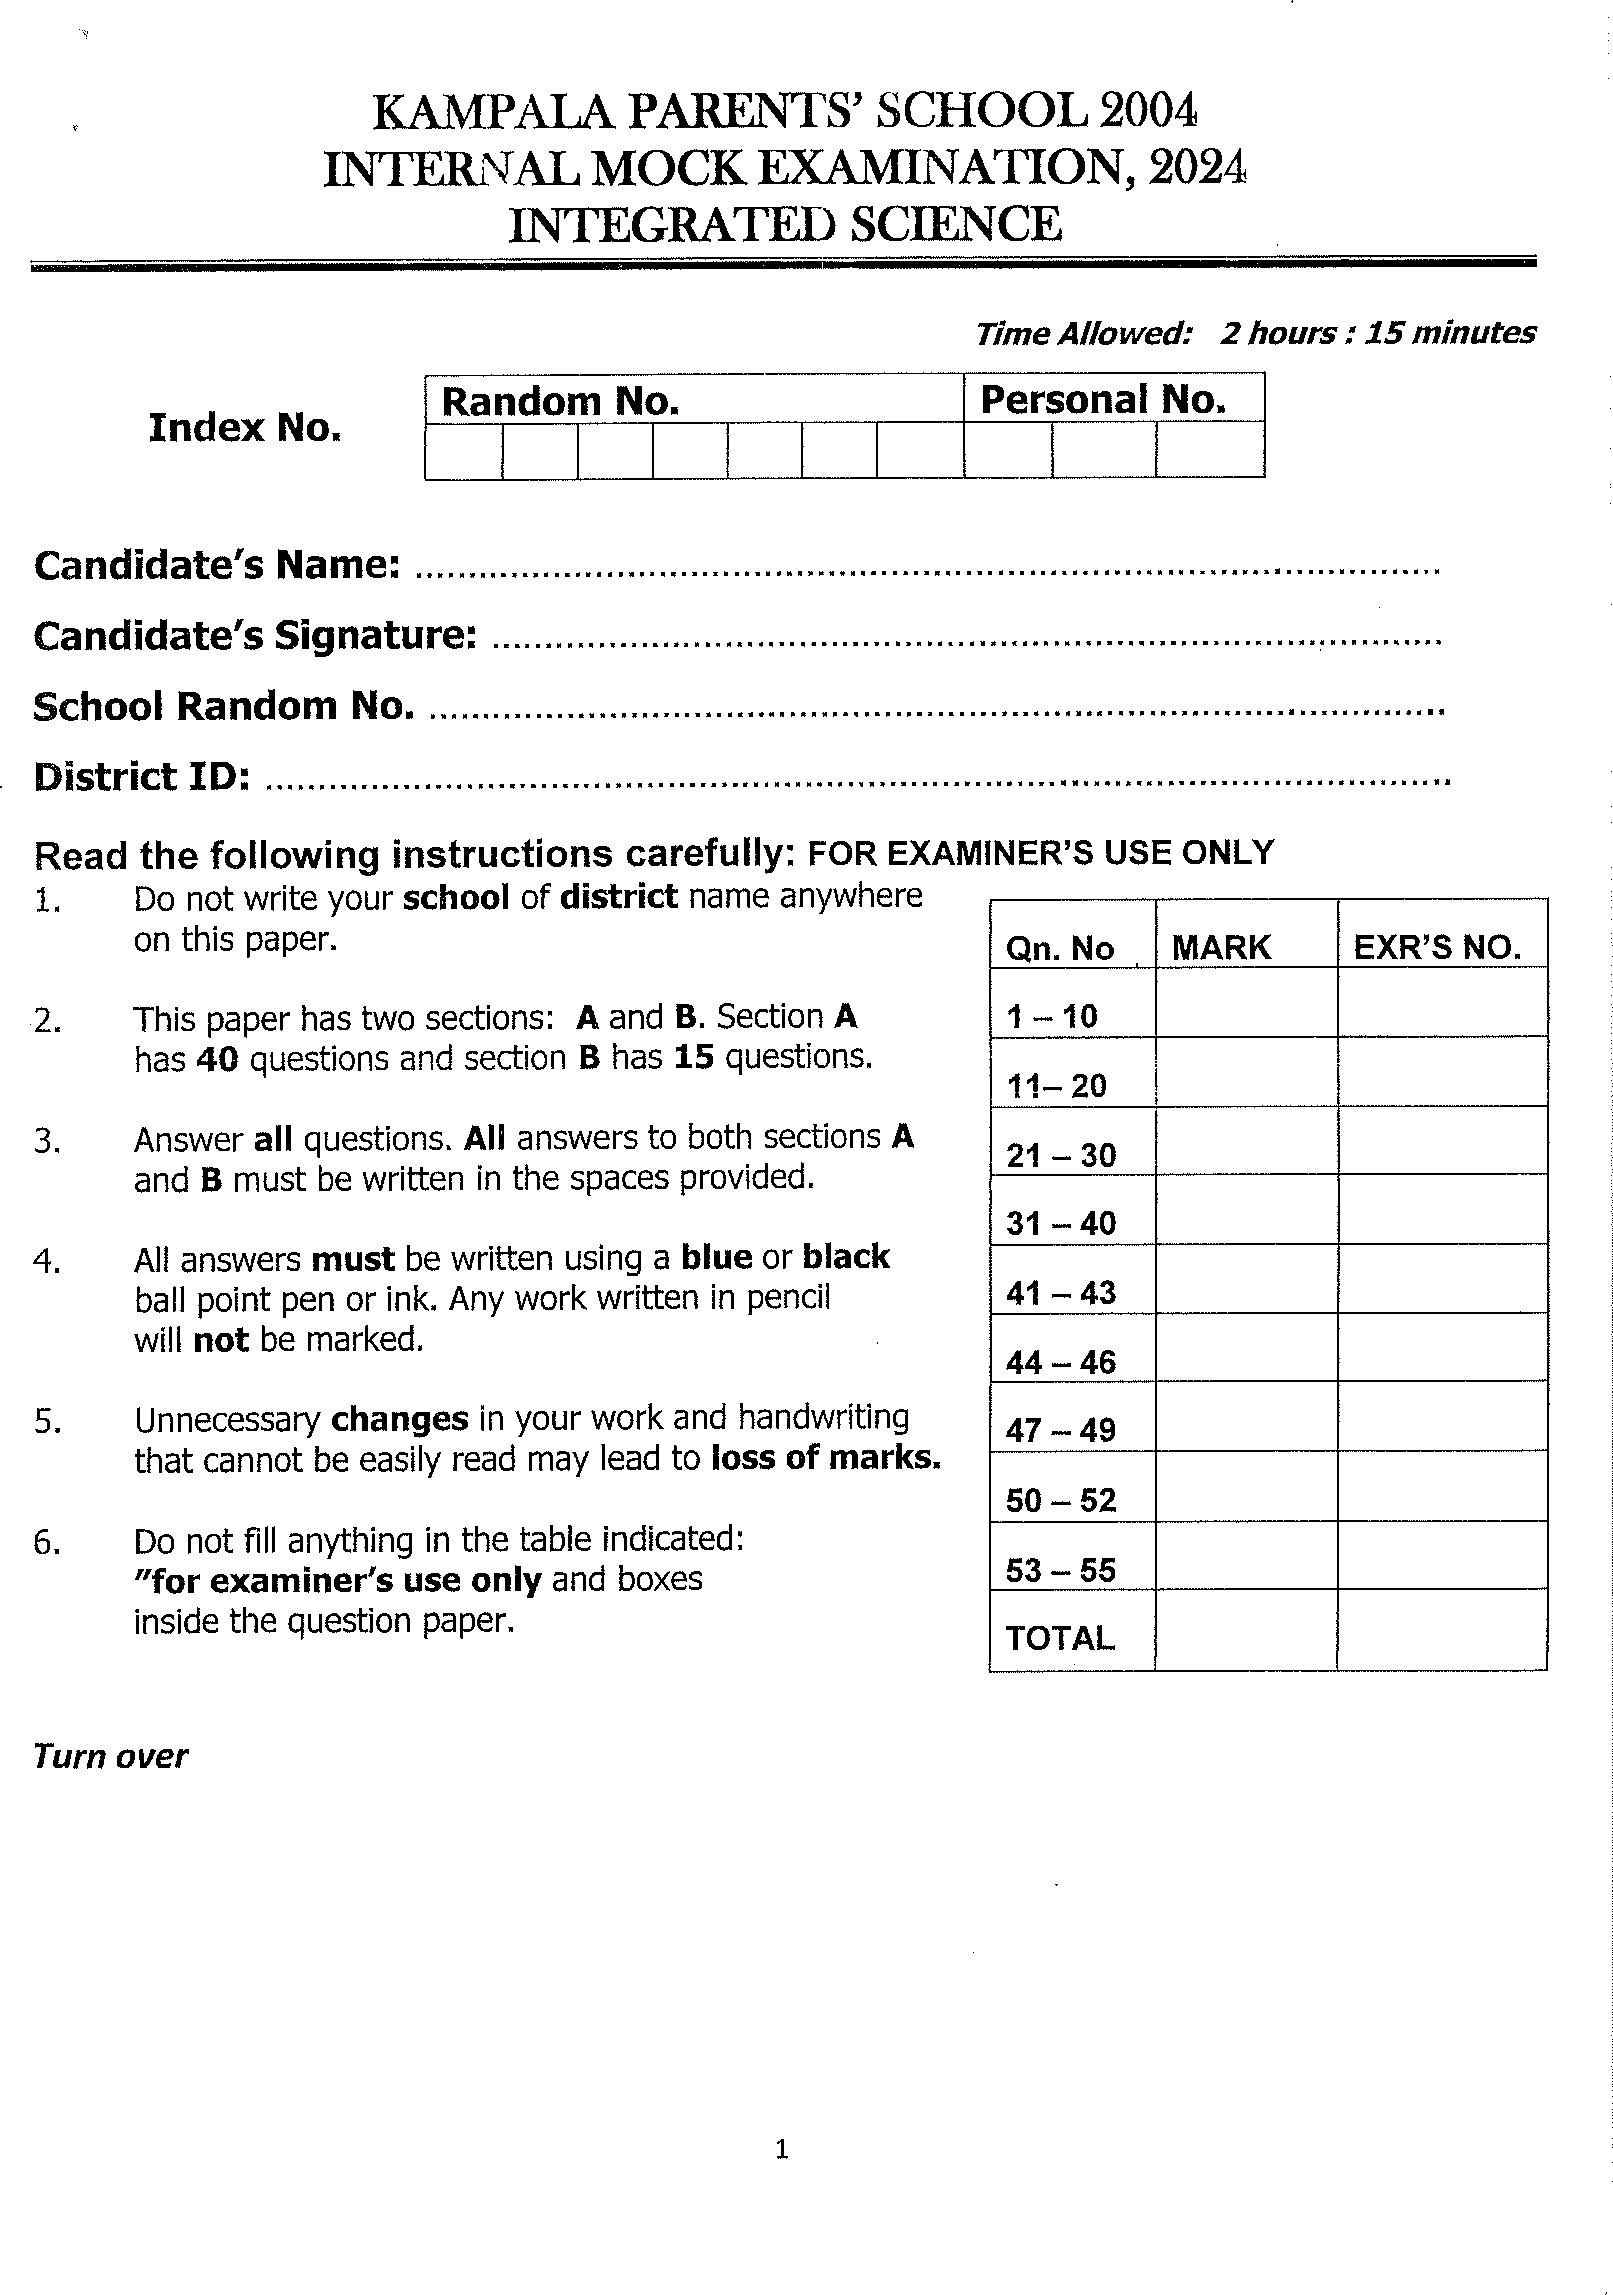 KAMPALA PARENTS' SCHOOL 2004
INTERNAL MOCK EXAMINATION, 2024
INTEGRATED SCIENCE
Time Allowed: 2 hours : 15 minutes
Index No.
Random No. Personal No.
Candidate's Name: ................................................................
Candidate's Signature: ................................................................
School Random No. ................................................................
District ID: ................................................................
Read the following instructions carefully: FOR EXAMINER'S USE ONLY
1. Do not write your school of district name anywhere
on this paper.
2. This paper has two sections: A and B. Section A
has 40 questions and section B has 15 questions.
3. Answer all questions. All answers to both sections A
and B must be written in the spaces provided.
4. All answers must be written using a blue or black
ball point pen or ink. Any work written in pencil
will not be marked.
5. Unnecessary changes in your work and handwriting
that cannot be easily read may lead to loss of marks.
6. Do not fill anything in the table indicated:
"for examiner's use only and boxes
inside the question paper.
Qn. No MARK EXR'S NO.
1 – 10
11– 20
21 – 30
31 – 40
41 – 43
44 – 46
47 – 49
50 – 52
53 – 55
TOTAL
Turn over
1